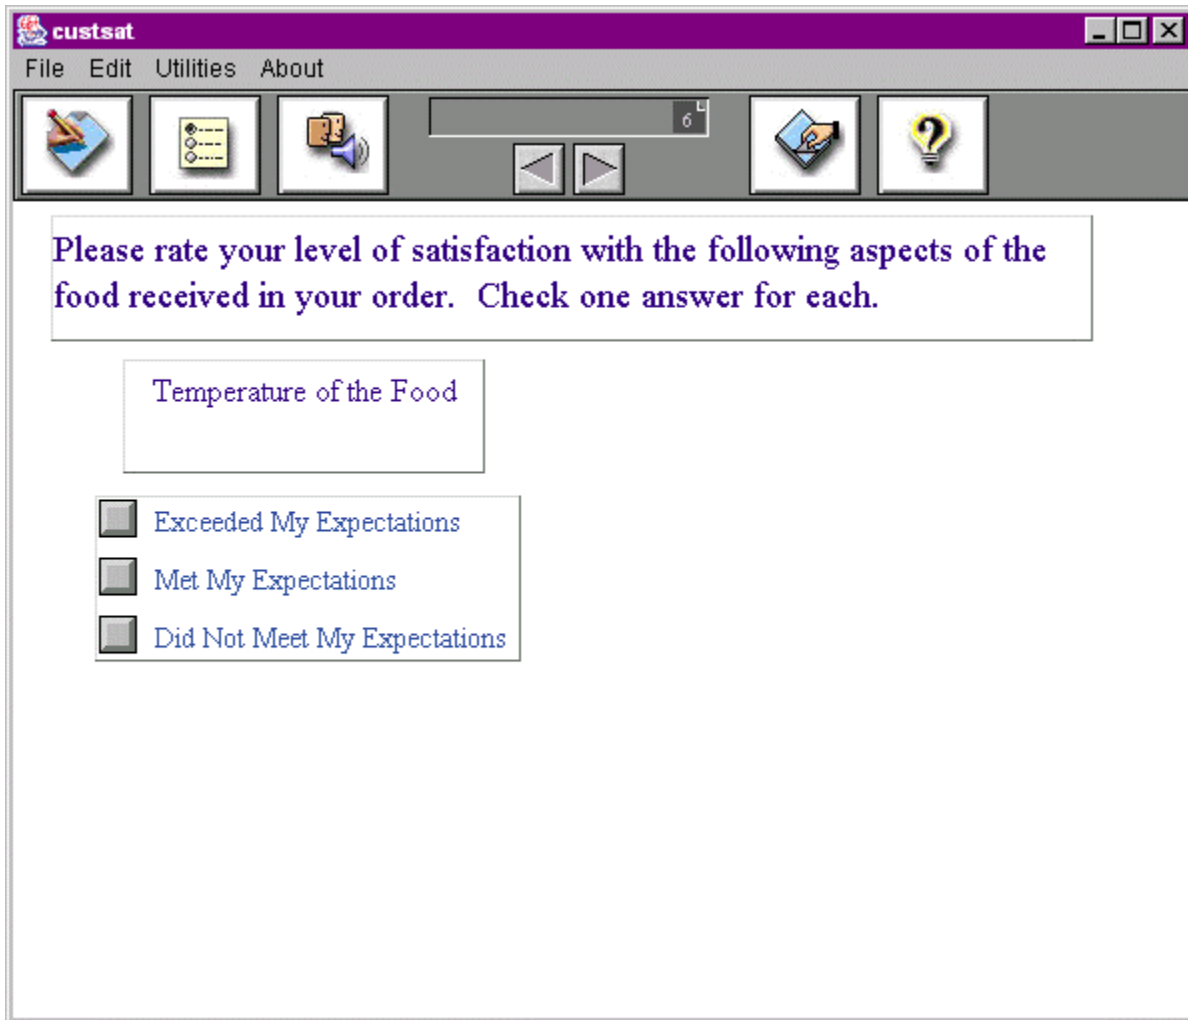 custsat
File Edit Utilities About
6
?
Please rate your level of satisfaction with the following aspects of the
food received in your order. Check one answer for each.
Temperature of the Food
Exceeded My Expectations
Met My Expectations
Did Not Meet My Expectations